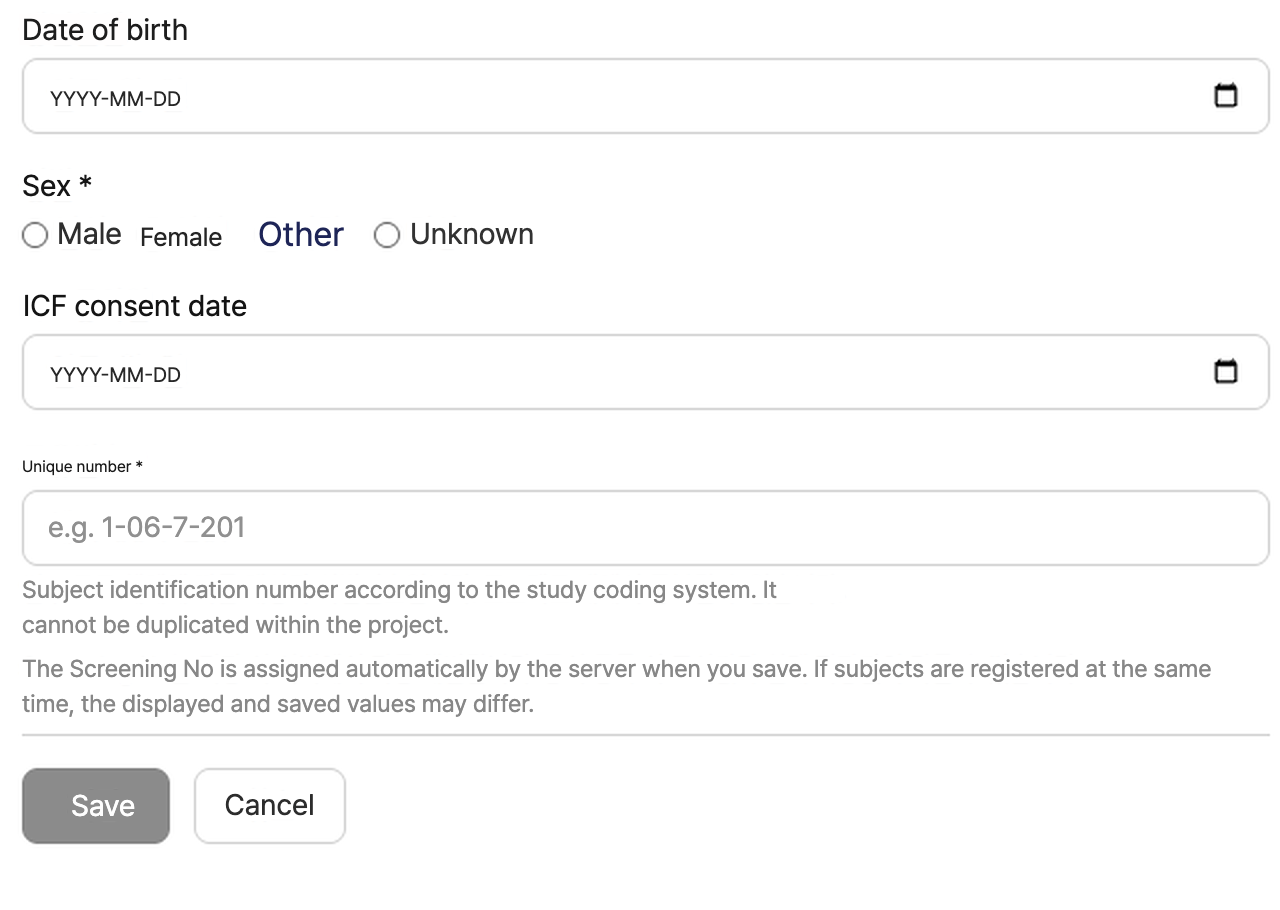 Date of birth
YYYY-MM-DD
Sex *
Male Female Other Unknown
ICF consent date
YYYY-MM-DD
Unique number *
e.g. 1-06-7-201
Subject identification number according to the study coding system. It
cannot be duplicated within the project.
The Screening No is assigned automatically by the server when you save. If subjects are registered at the same
time, the displayed and saved values may differ.
Save Cancel